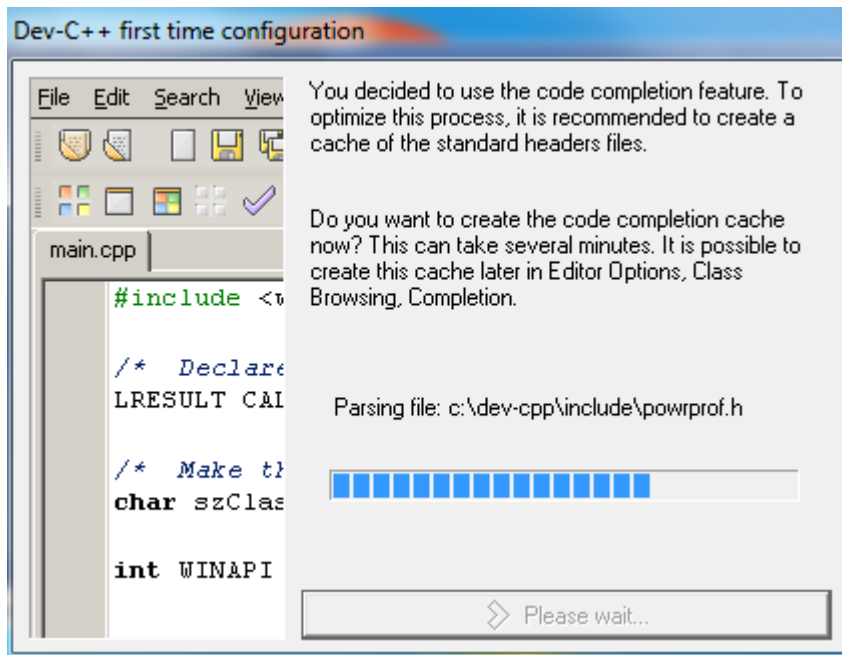 Dev-C++ first time configuration
File Edit Search View
main.cpp
#include <w
/* Declare
LRESULT CAL
/* Make th
char szClas
int WINAPI
You decided to use the code completion feature. To
optimize this process, it is recommended to create a
cache of the standard headers files.
Do you want to create the code completion cache
now? This can take several minutes. It is possible to
create this cache later in Editor Options, Class
Browsing, Completion.
Parsing file: c:\dev-cpp\include\powrprof.h
Please wait...